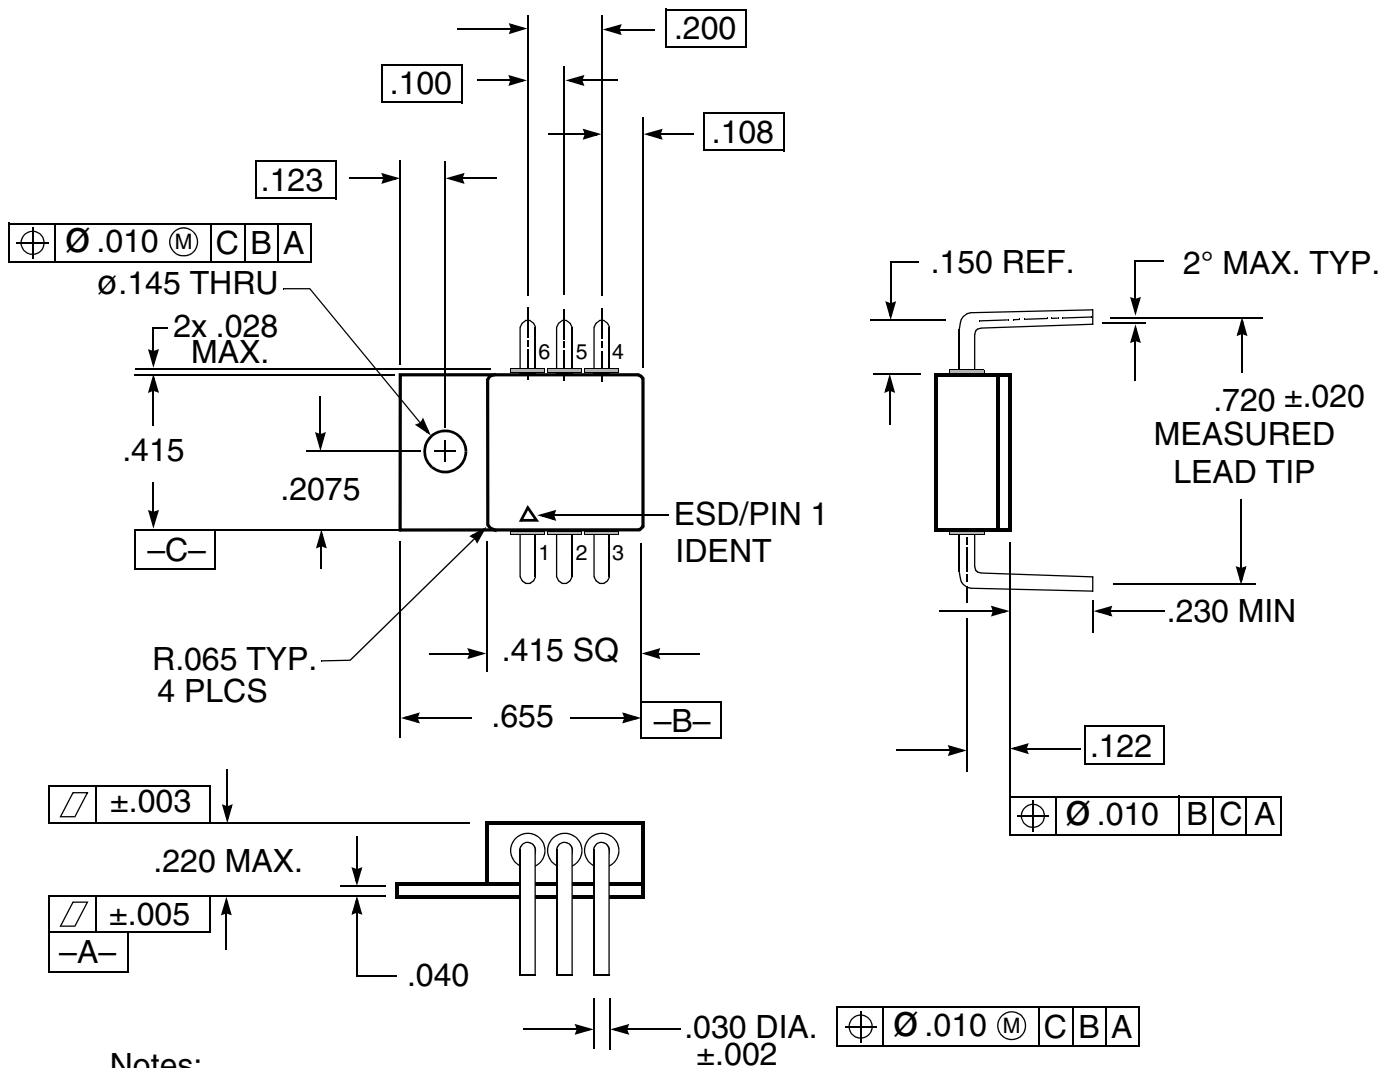 .200
.100
.108
.123
Ø .010 Ⓜ C B A
ø.145 THRU
2x .028
MAX.
6 5 4
.415
.2075
–C–
ESD/PIN 1
IDENT
1 2 3
R.065 TYP.
4 PLCS
.415 SQ
.655
–B–
.150 REF.
2° MAX. TYP.
.720 ±.020
MEASURED
LEAD TIP
.230 MIN
.122
Ø .010 B C A
±.003
.220 MAX.
±.005
–A–
.040
.030 DIA.
±.002
Ø .010 Ⓜ C B A
Notes: